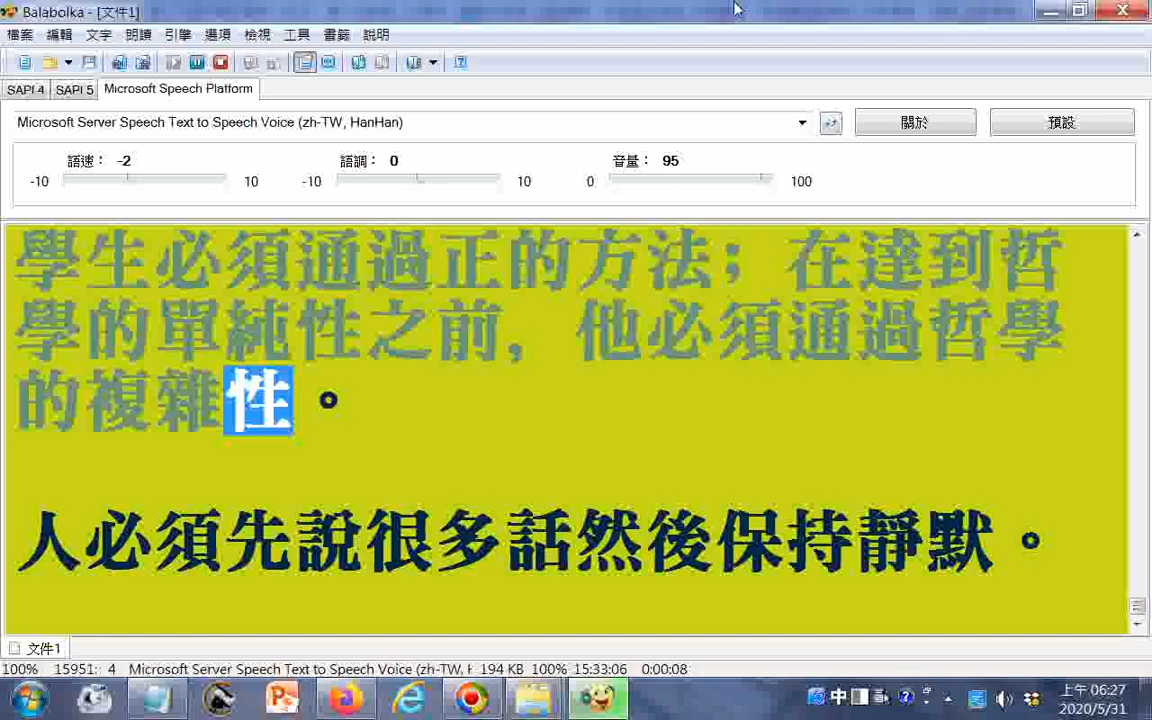 Balabolka - [文件1]
檔案 編輯 文字 朗讀 引擎 選項 檢視 工具 書籤 說明
SAPI 4 SAPI 5 Microsoft Speech Platform
Microsoft Server Speech Text to Speech Voice (zh-TW, HanHan) 關於 預設
語速： -2 語調： 0 音量： 95
-10 10 -10 10 0 100
學生必須通過正的方法；在達到哲
學的單純性之前，他必須通過哲學
的複雜性。
人必須先說很多話然後保持靜默。
文件1
100% 15951: 4 Microsoft Server Speech Text to Speech Voice (zh-TW, 194 KB 100% 15:33:06 0:00:08
中 上午 06:27
2020/5/31